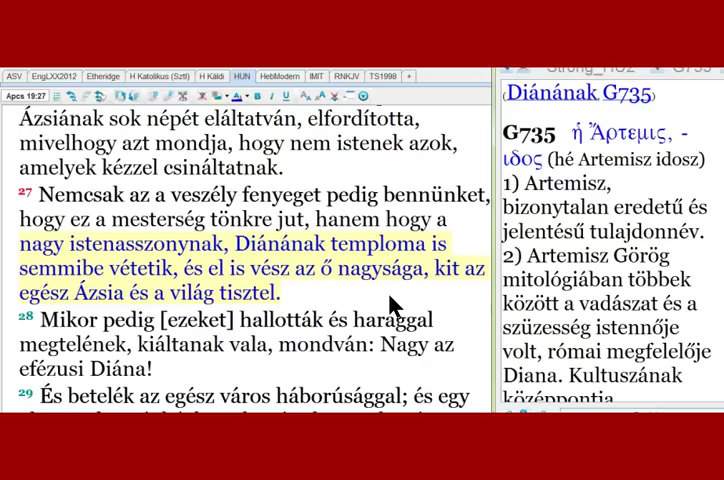 ASV EngLXX2012 Etheridge H Katolikus (SztI) H Káldi HUN HebModern IMIT RNKJV TS1998 +
Apcs 19:27
Ázsiának sok népét eláltatván, elfordította,
mivelhogy azt mondja, hogy nem istenek azok,
amelyek kézzel csináltatnak.
27 Nemcsak az a veszély fenyeget pedig bennünket,
hogy ez a mesterség tönkre jut, hanem hogy a
nagy istenasszonynak, Diánának temploma is
semmibe vétetik, és el is vész az ő nagysága, kit az
egész Ázsia és a világ tisztel.
28 Mikor pedig [ezeket] hallották és haraggal
megtelének, kiáltanak vala, mondván: Nagy az
efézusi Diána!
29 És betelék az egész város háborúsággal; és egy
(Diánának G735)
G735 ἡ Ἄρτεμις, -
ιδος (hé Artemisz idosz)
1) Artemisz,
bizonytalan eredetű és
jelentésű tulajdonnév.
2) Artemisz Görög
mitológiában többek
között a vadászat és a
szüzesség istennője
volt, római megfelelője
Diana. Kultuszának
középpontja